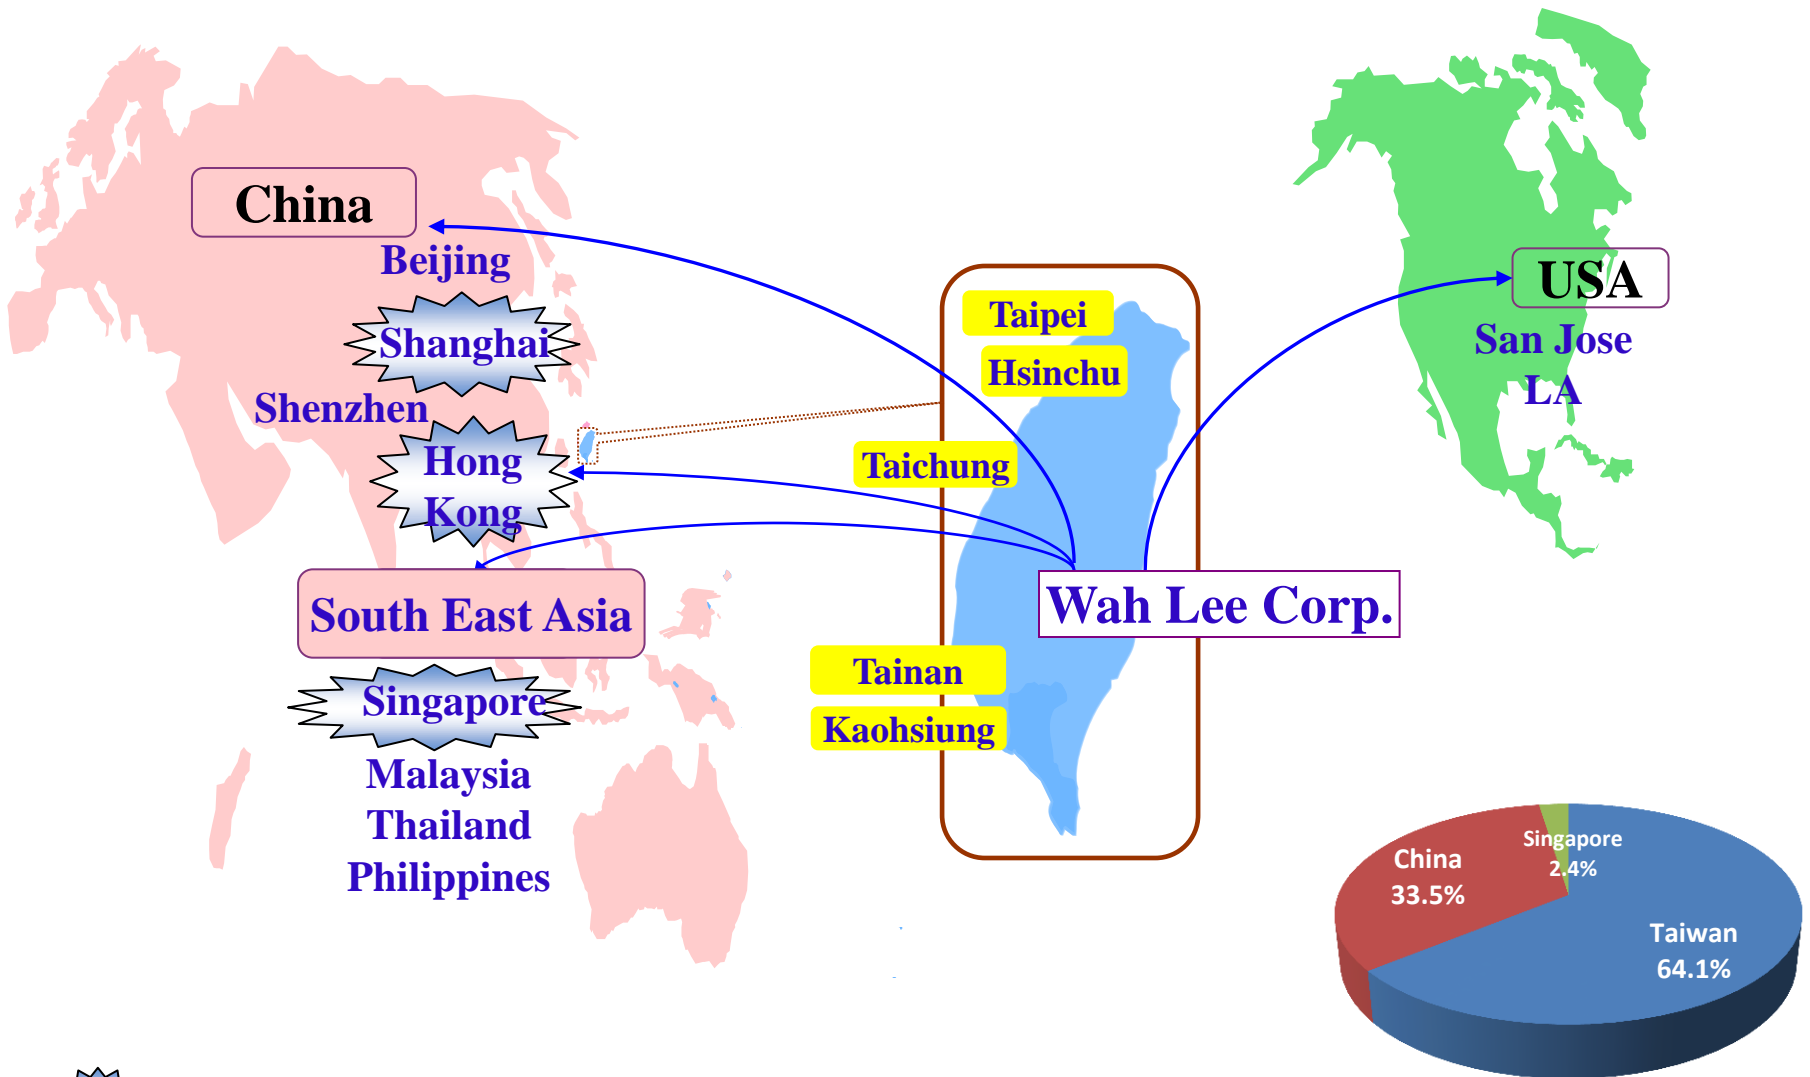 China
Beijing
Shanghai
Shenzhen
Hong
Kong
South East Asia
Singapore
Malaysia
Thailand
Philippines
Taipei
Hsinchu
Taichung
Wah Lee Corp.
Tainan
Kaohsiung
USA
San Jose
LA
China
33.5%
Singapore
2.4%
Taiwan
64.1%